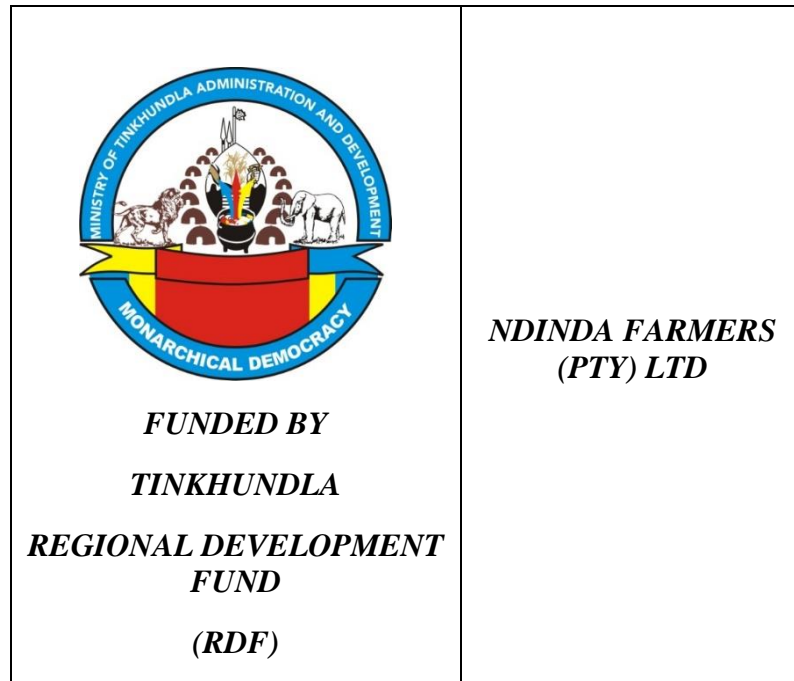 MINISTRY OF TINKHUNDLA ADMINISTRATION AND DEVELOPMENT
MONARCHICAL DEMOCRACY
FUNDED BY
TINKHUNDLA
REGIONAL DEVELOPMENT
FUND
(RDF)
NDINDA FARMERS
(PTY) LTD